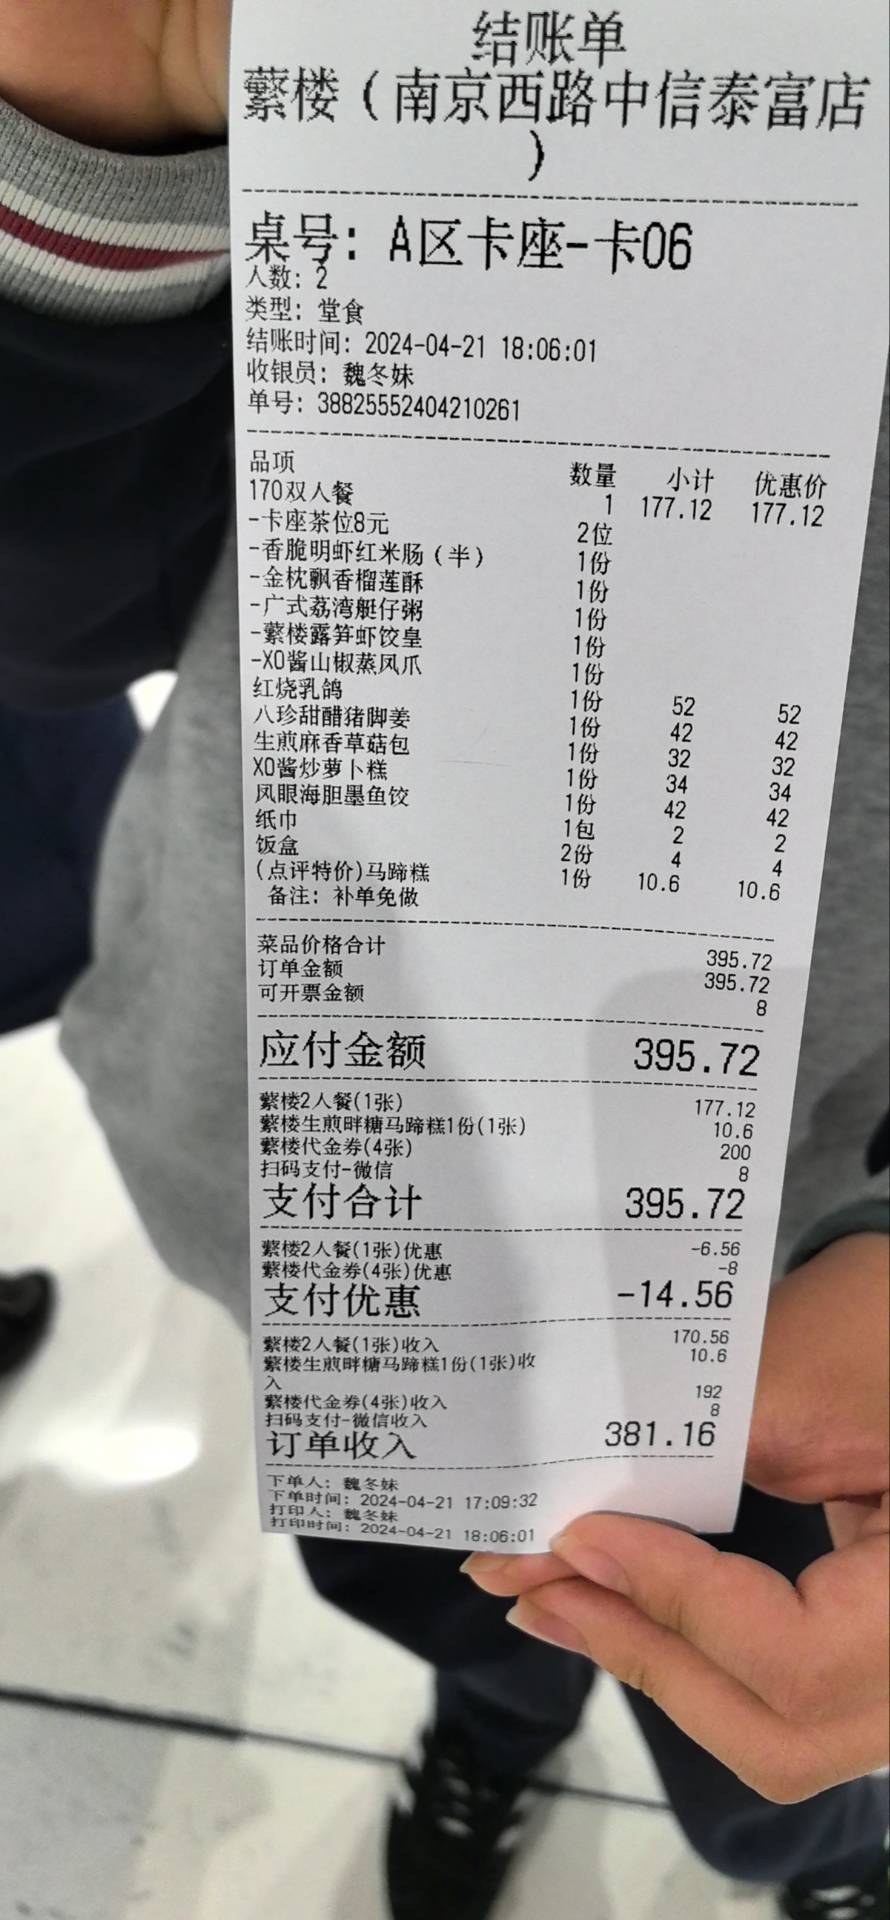 结账单
蘩楼（南京西路中信泰富店
）
桌号：A区卡座-卡06
人数：2
类型：堂食
结账时间：2024-04-21 18:06:01
收银员：魏冬妹
单号：38825552404210261
品项 数量 小计 优惠价
170双人餐 1 177.12 177.12
-卡座茶位8元 2位
-香脆明虾红米肠（半） 1份
-金枕飘香榴莲酥 1份
-广式荔湾艇仔粥 1份
-蘩楼露笋虾饺皇 1份
-XO酱山椒蒸凤爪 1份
红烧乳鸽 1份 52 52
八珍甜醋猪脚姜 1份 42 42
生煎麻香草菇包 1份 32 32
XO酱炒萝卜糕 1份 34 34
凤眼海胆墨鱼饺 1份 42 42
纸巾 1包 2 2
饭盒 2份 4 4
(点评特价)马蹄糕 1份 10.6 10.6
备注：补单免做
菜品价格合计 395.72
订单金额 395.72
可开票金额 8
应付金额 395.72
蘩楼2人餐(1张) 177.12
蘩楼生煎畔糖马蹄糕1份(1张) 10.6
蘩楼代金券(4张) 200
扫码支付-微信 8
支付合计 395.72
蘩楼2人餐(1张)优惠 -6.56
蘩楼代金券(4张)优惠 -8
支付优惠 -14.56
蘩楼2人餐(1张)收入 170.56
蘩楼生煎畔糖马蹄糕1份(1张)收 10.6
入
蘩楼代金券(4张)收入 192
扫码支付-微信收入 8
订单收入 381.16
下单人：魏冬妹
下单时间：2024-04-21 17:09:32
打印人：魏冬妹
打印时间：2024-04-21 18:06:01